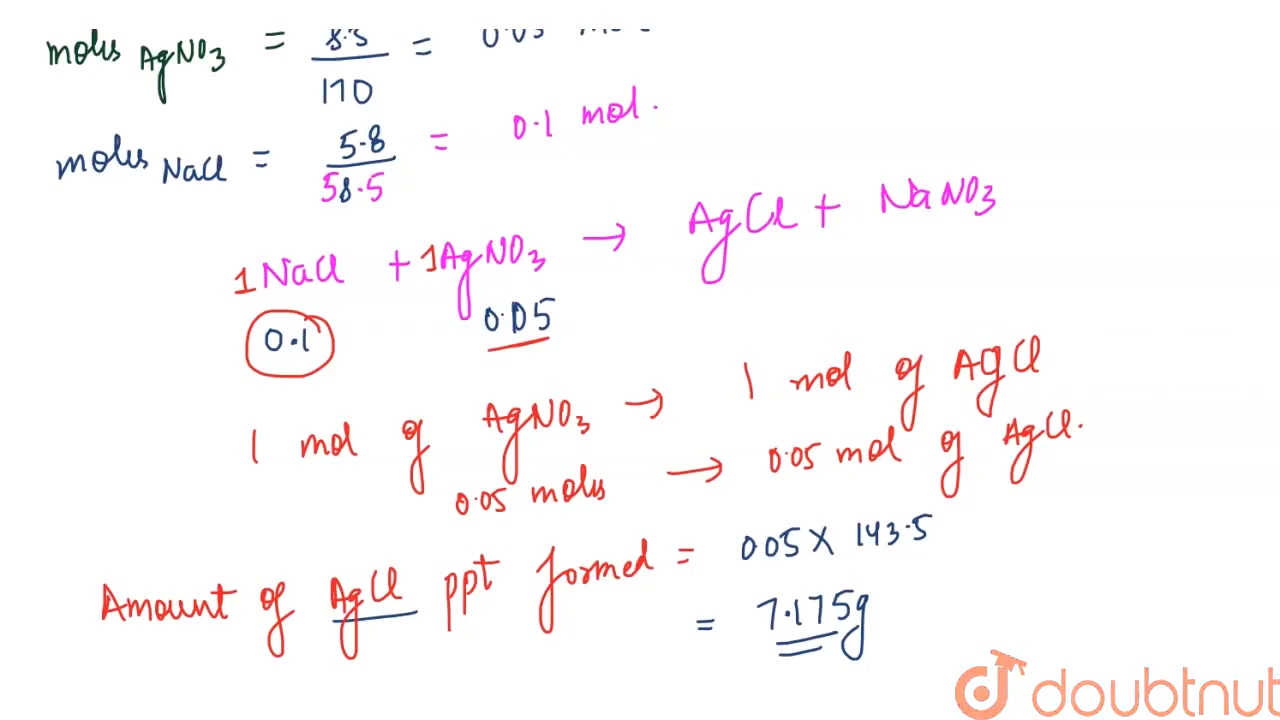 moles AgNO3 = 8.5/170 = 0.05 mol
moles NaCl = 5.8/58.5 = 0.1 mol.
1NaCl + 1AgNO3 → AgCl + NaNO3
0.1 0.05
1 mol of AgNO3 → 1 mol of AgCl
0.05 moles → 0.05 mol of AgCl.
Amount of AgCl ppt formed = 0.05 X 143.5
= 7.175g
doubtnut